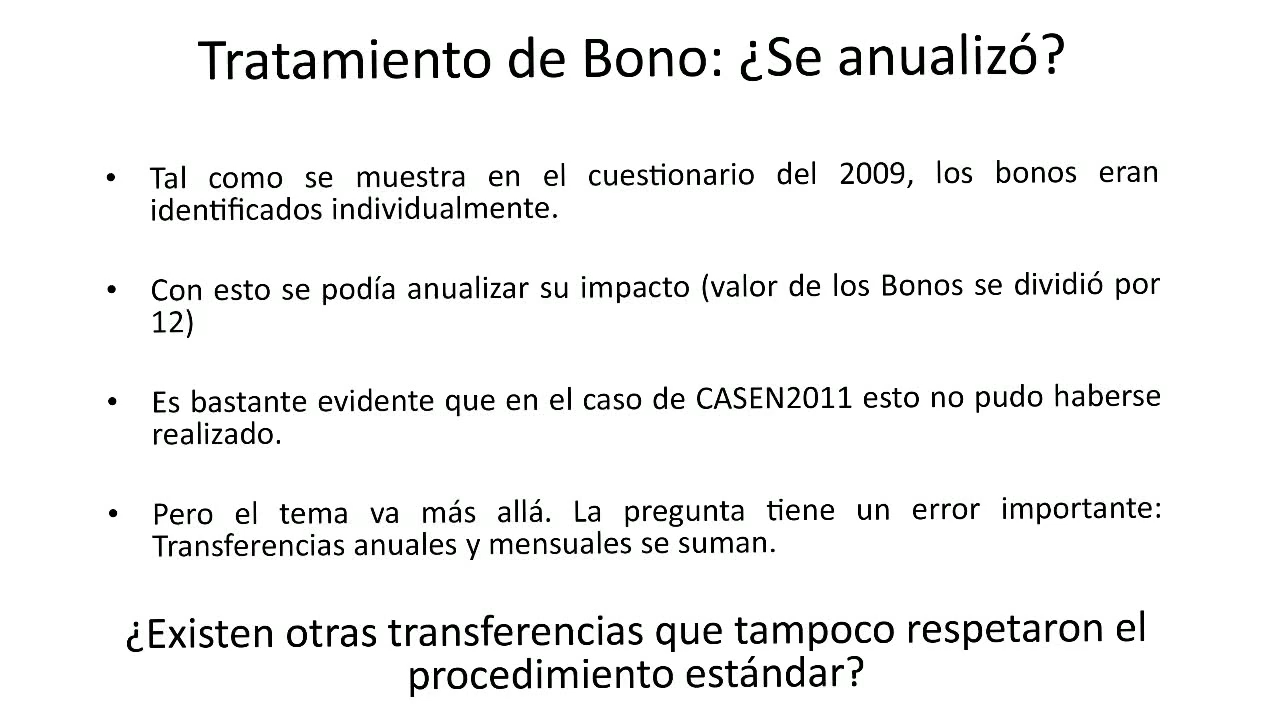 Tratamiento de Bono: ¿Se anualizó?
• Tal como se muestra en el cuestionario del 2009, los bonos eran
identificados individualmente.
• Con esto se podía anualizar su impacto (valor de los Bonos se dividió por
12)
• Es bastante evidente que en el caso de CASEN2011 esto no pudo haberse
realizado.
• Pero el tema va más allá. La pregunta tiene un error importante:
Transferencias anuales y mensuales se suman.
¿Existen otras transferencias que tampoco respetaron el
procedimiento estándar?